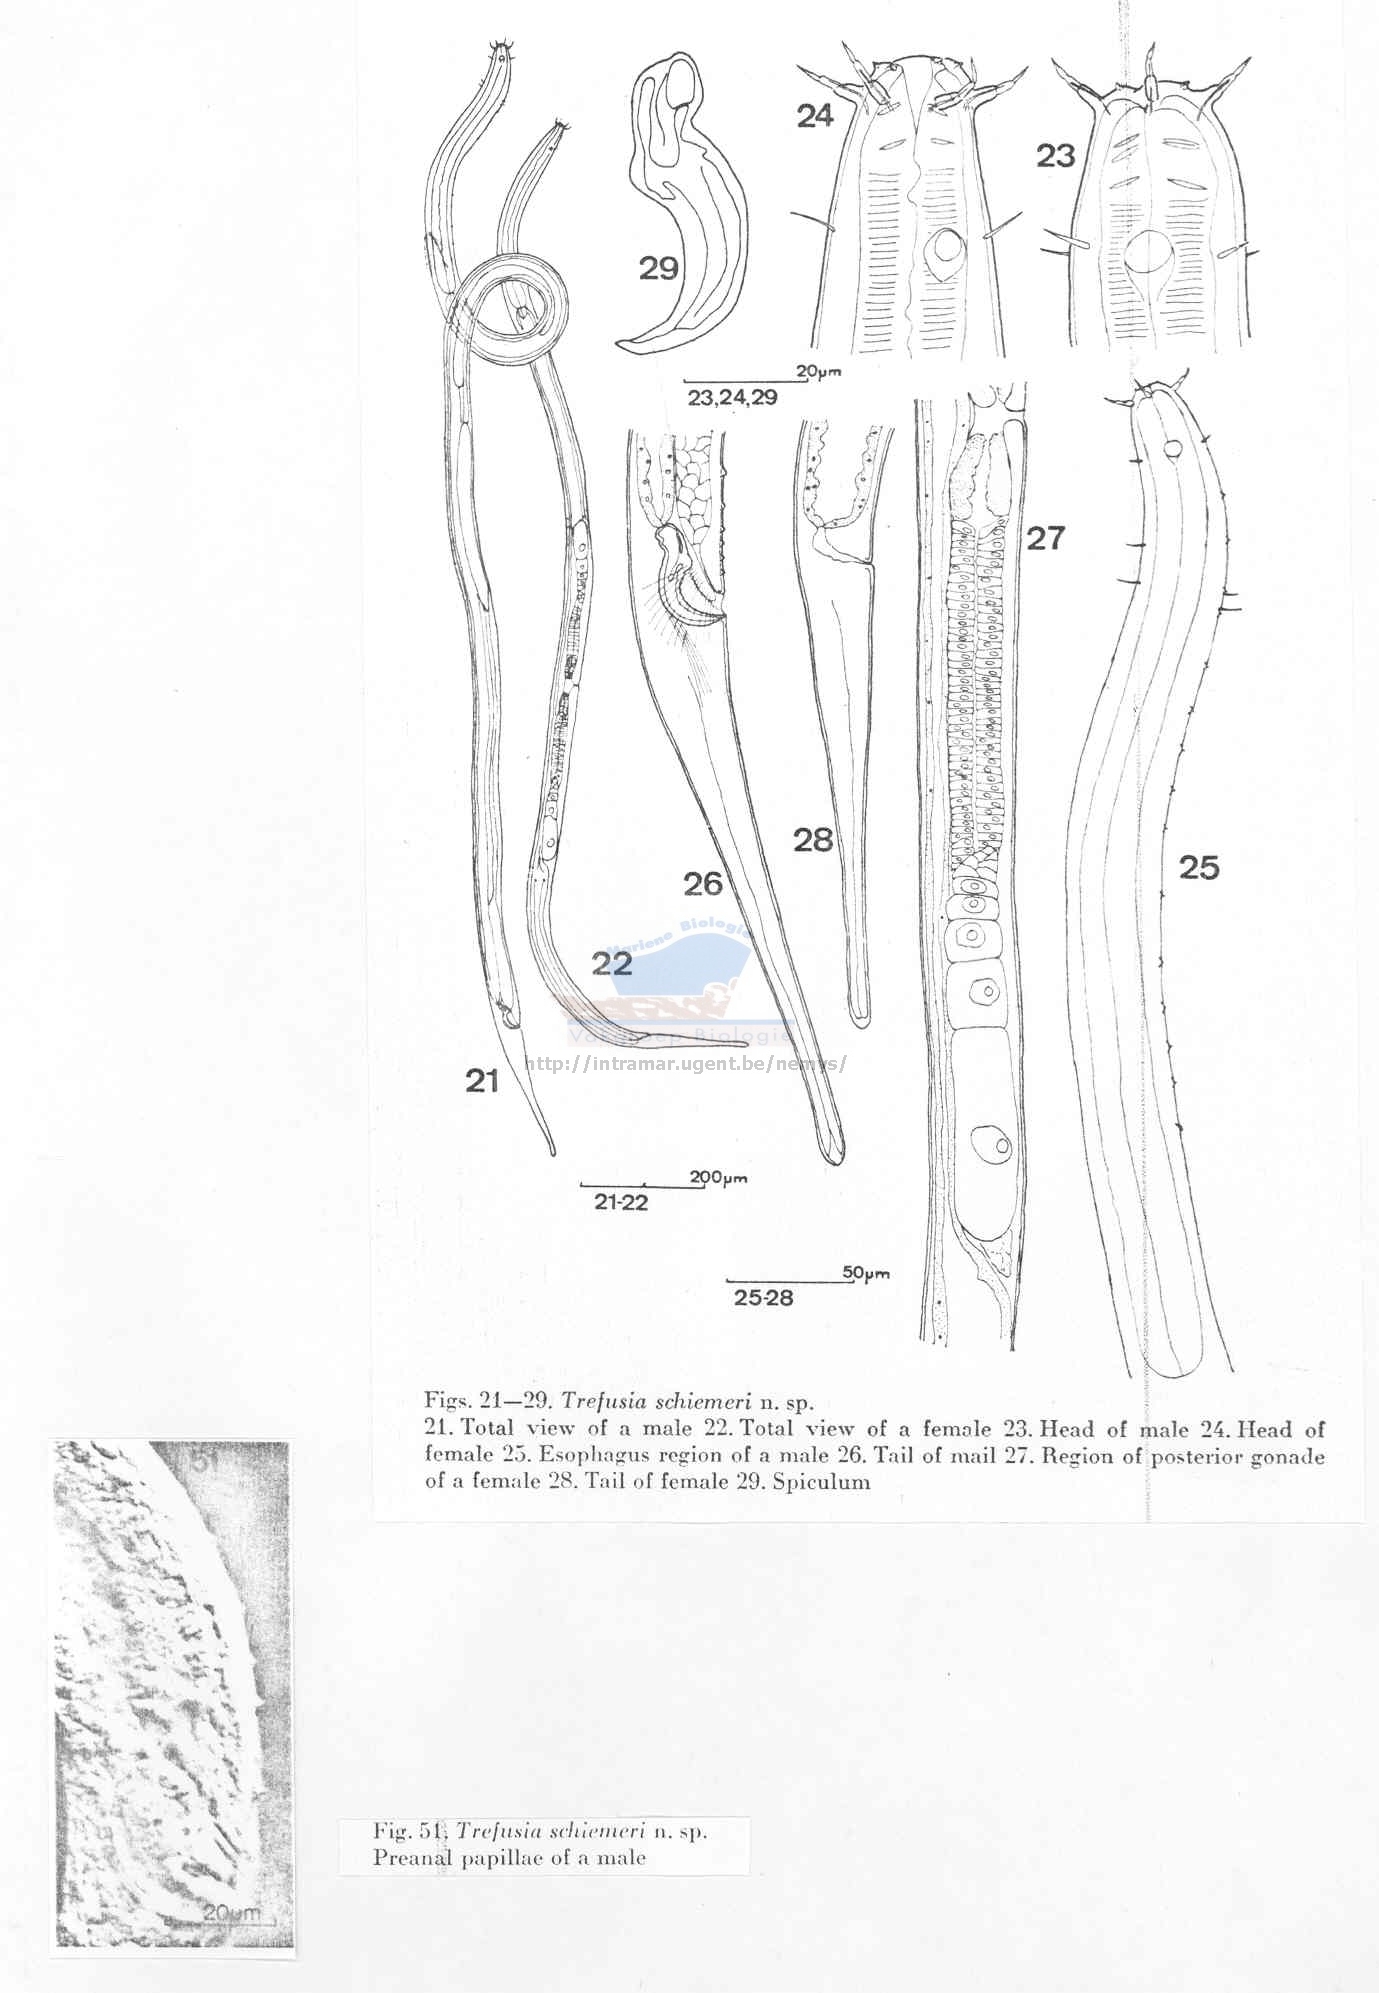 24
23
29
20µm
23,24,29
27
28
25
26
Mariene Biologie
22
Vakgroep Biologie
http://intramar.ugent.be/nemys/
21
200µm
21-22
50µm
25-28
Figs. 21—29. Trefusia schiemeri n. sp.
21. Total view of a male 22. Total view of a female 23. Head of male 24. Head of
female 25. Esophagus region of a male 26. Tail of mail 27. Region of posterior gonade
of a female 28. Tail of female 29. Spiculum
51
Fig. 51. Trefusia schiemeri n. sp.
Preanal papillae of a male
20µm